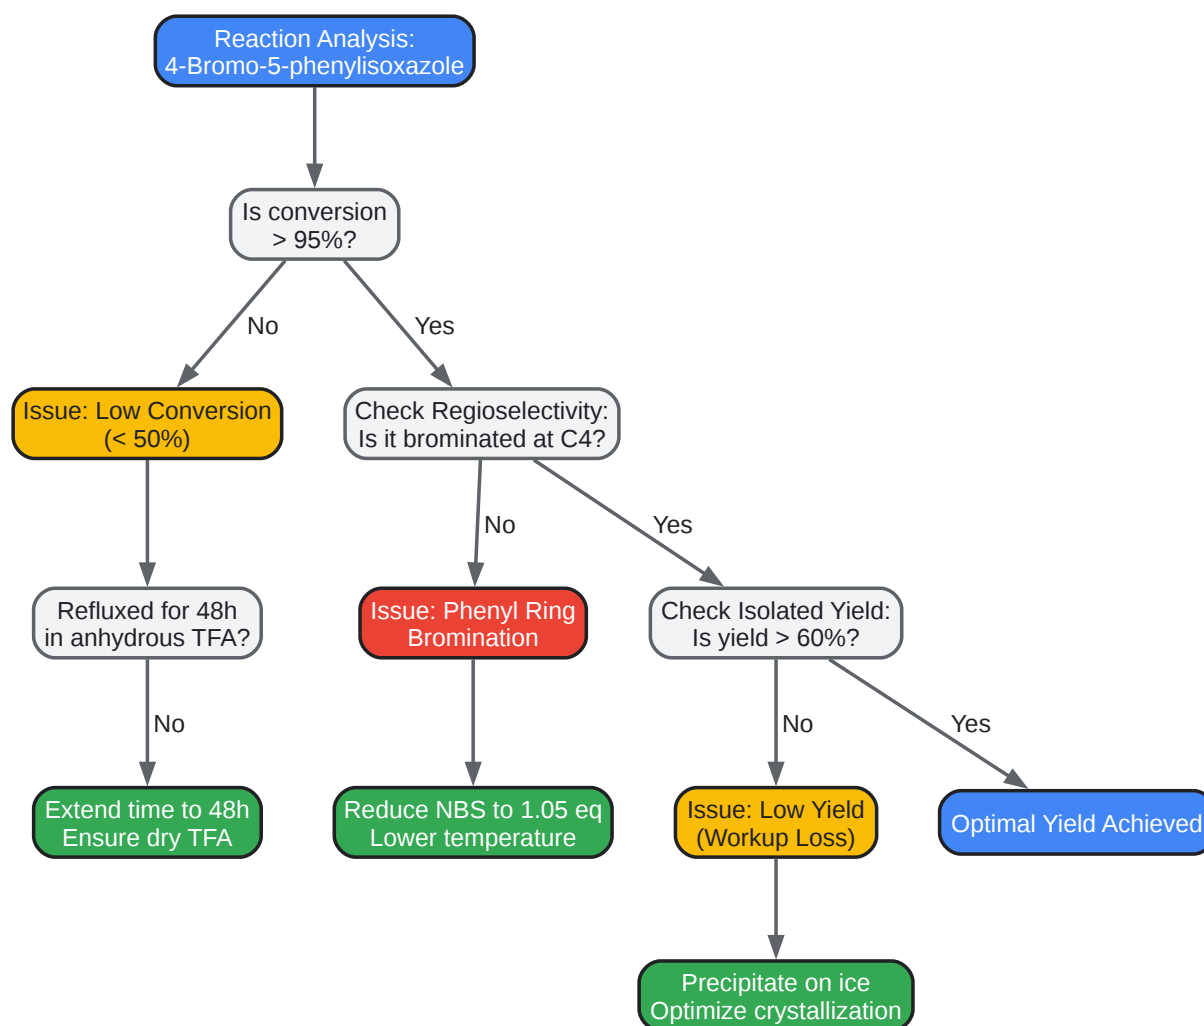 Reaction Analysis:
4-Bromo-5-phenylisoxazole
Is conversion
> 95%?
No
Yes
Issue: Low Conversion
(< 50%)
Check Regioselectivity:
Is it brominated at C4?
No
Yes
Refluxed for 48h
in anhydrous TFA?
Issue: Phenyl Ring
Bromination
Check Isolated Yield:
Is yield > 60%?
No
No
Yes
Extend time to 48h
Ensure dry TFA
Reduce NBS to 1.05 eq
Lower temperature
Issue: Low Yield
(Workup Loss)
Optimal Yield Achieved
Precipitate on ice
Optimize crystallization